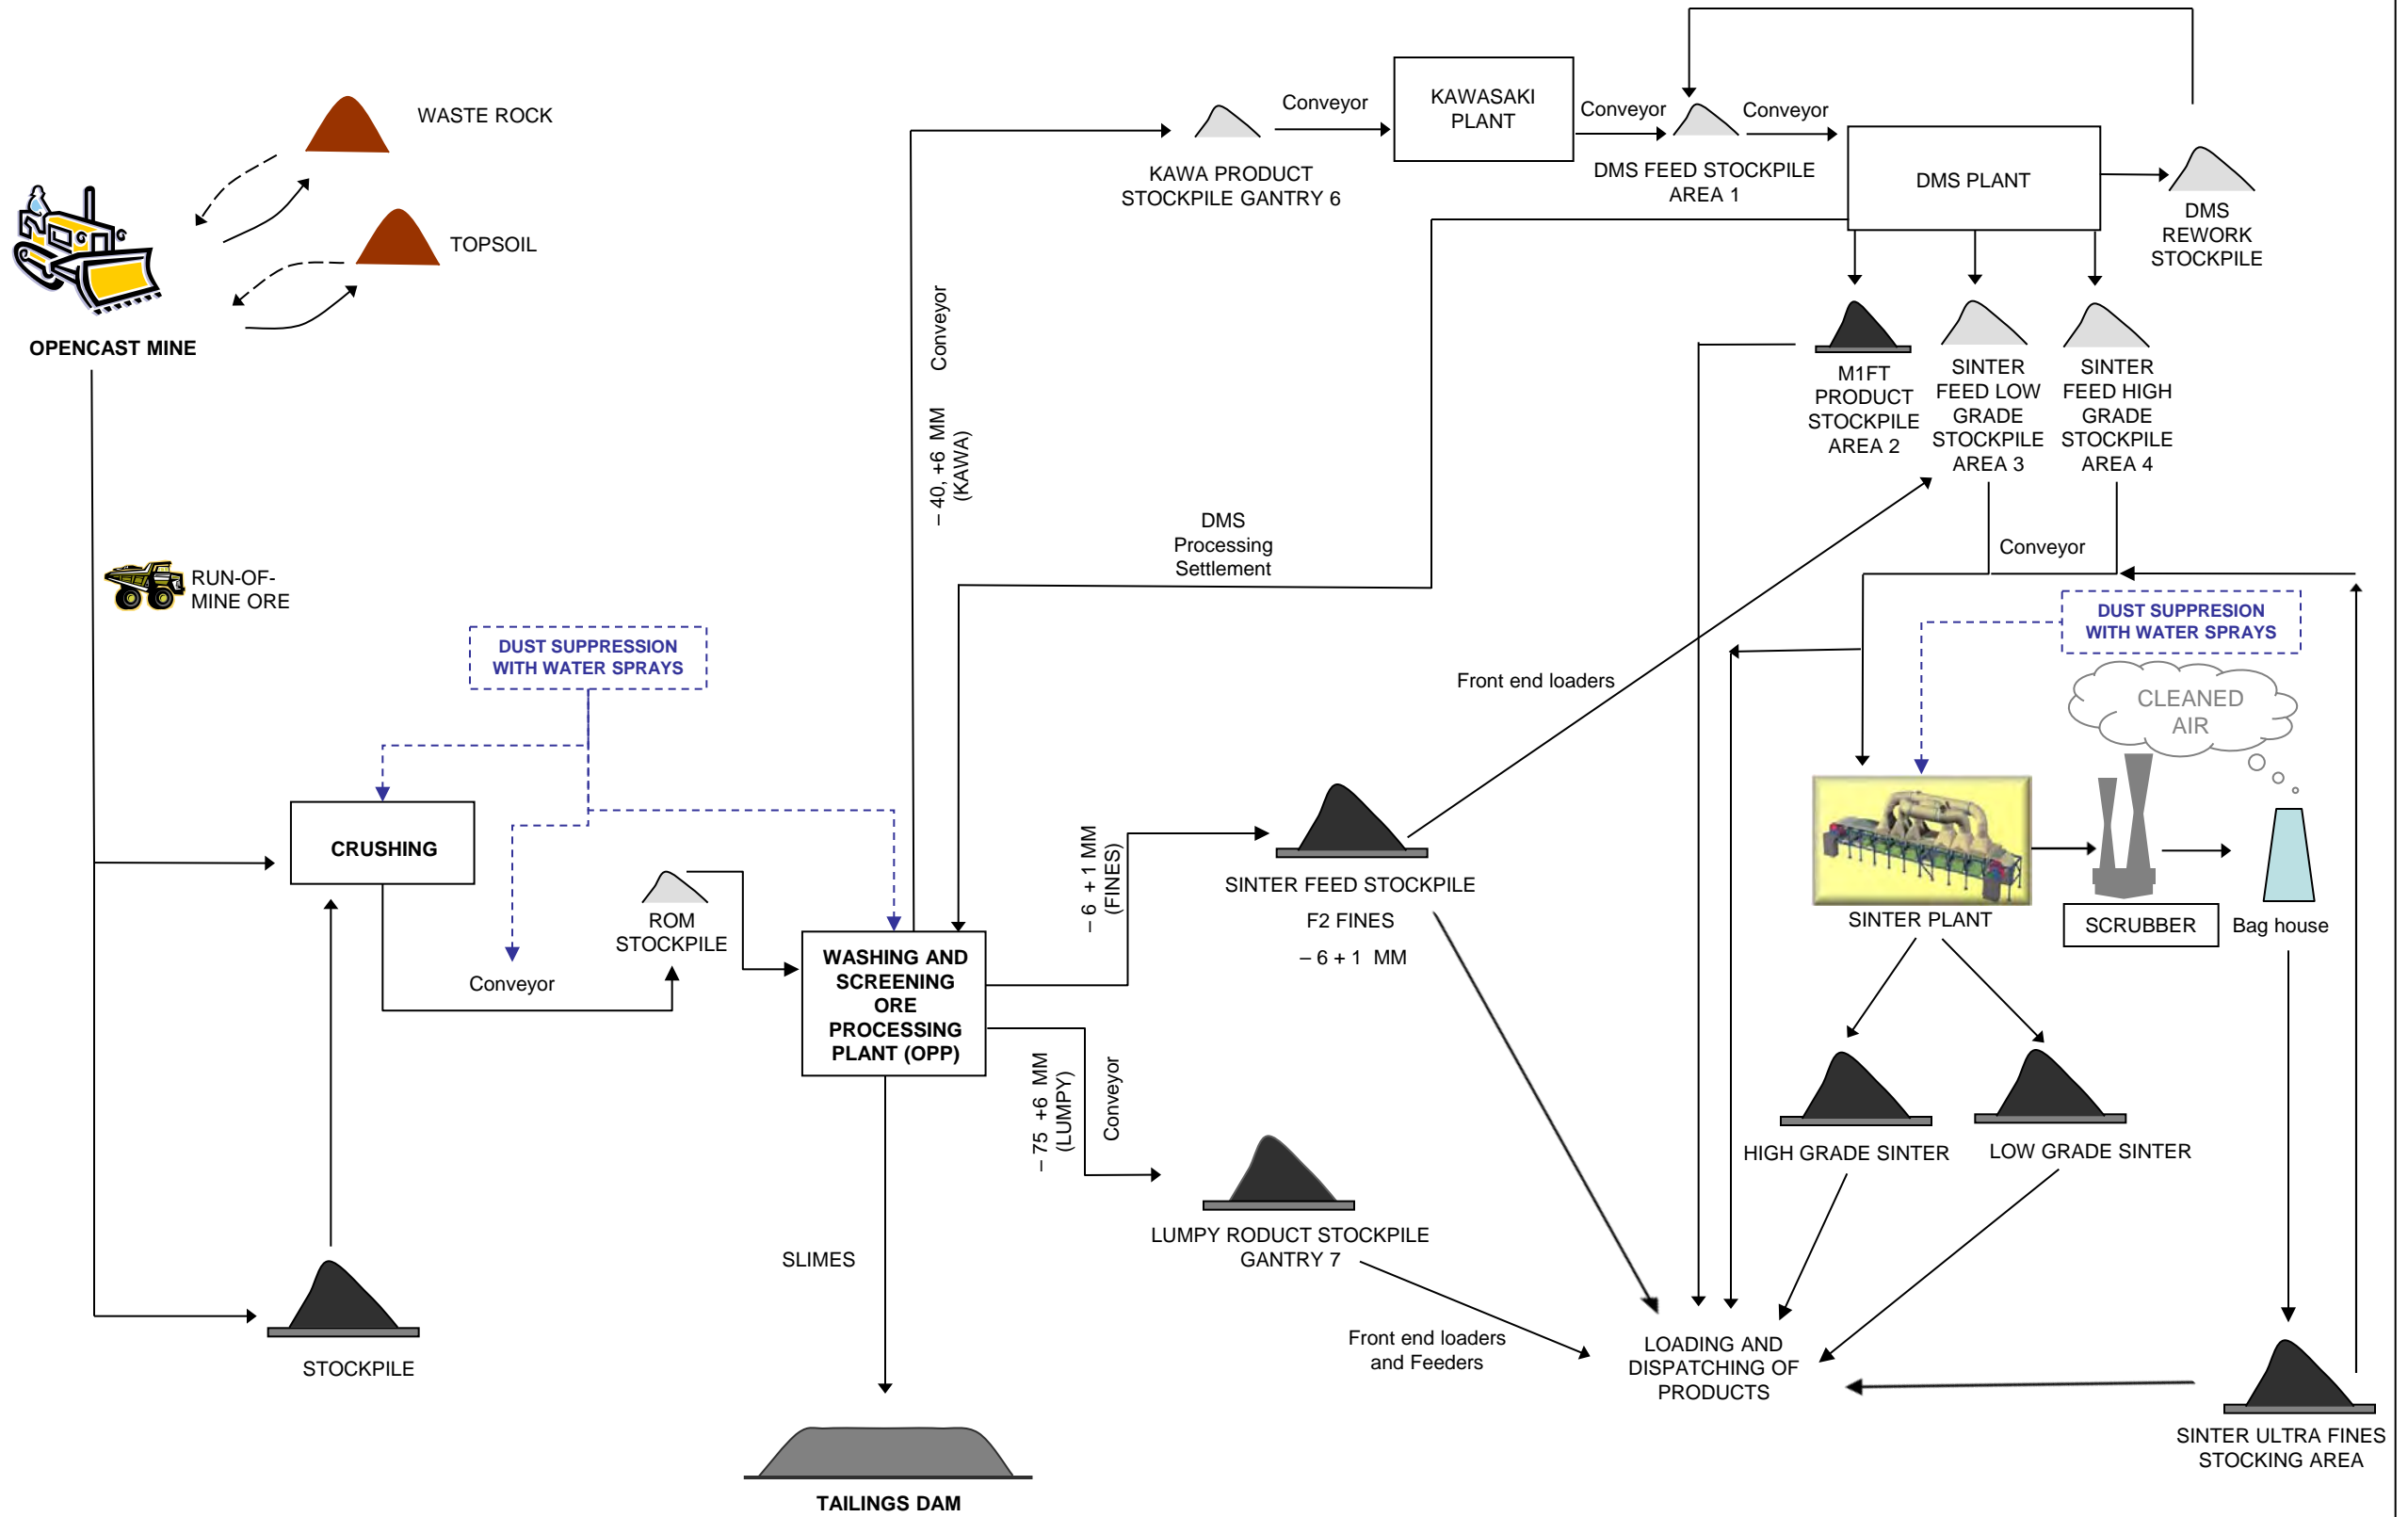 WASTE ROCK
TOPSOIL
OPENCAST MINE
RUN-OF-
MINE ORE
DUST SUPPRESSION
WITH WATER SPRAYS
CRUSHING
Conveyor
ROM
STOCKPILE
STOCKPILE
WASHING AND
SCREENING
ORE
PROCESSING
PLANT (OPP)
SLIMES
TAILINGS DAM
– 40, +6 MM
(KAWA)
Conveyor
KAWA PRODUCT
STOCKPILE GANTRY 6
Conveyor
KAWASAKI
PLANT
Conveyor
DMS FEED STOCKPILE
AREA 1
Conveyor
DMS PLANT
DMS
REWORK
STOCKPILE
M1FT
PRODUCT
STOCKPILE
AREA 2
SINTER
FEED LOW
GRADE
STOCKPILE
AREA 3
SINTER
FEED HIGH
GRADE
STOCKPILE
AREA 4
DMS
Processing
Settlement
Conveyor
DUST SUPPRESION
WITH WATER SPRAYS
Front end loaders
CLEANED
AIR
– 6 + 1 MM
(FINES)
SINTER FEED STOCKPILE
F2 FINES
– 6 + 1 MM
– 75 +6 MM
(LUMPY)
Conveyor
LUMPY RODUCT STOCKPILE
GANTRY 7
Front end loaders
and Feeders
SINTER PLANT
SCRUBBER
Bag house
HIGH GRADE SINTER
LOW GRADE SINTER
LOADING AND
DISPATCHING OF
PRODUCTS
SINTER ULTRA FINES
STOCKING AREA